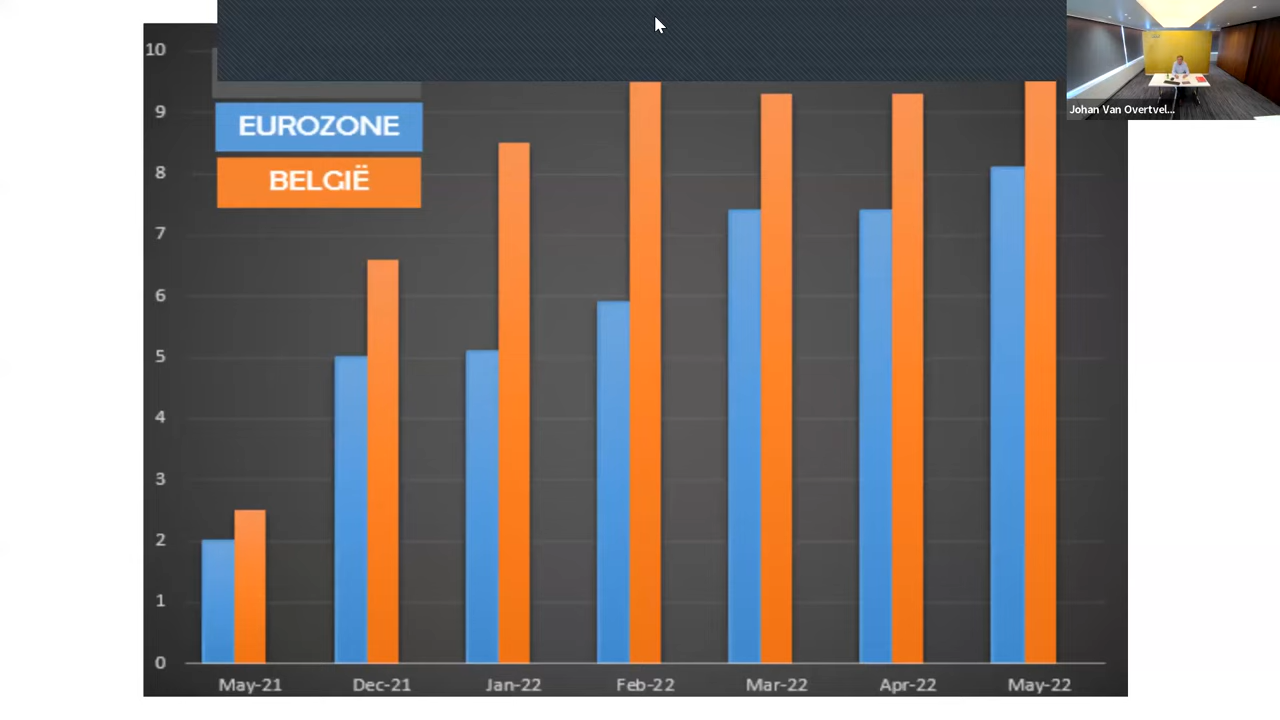 10
9
8
7
6
5
4
3
2
1
0
EUROZONE
BELGIË
May-21
Dec-21
Jan-22
Feb-22
Mar-22
Apr-22
May-22
Johan Van Overtvel...